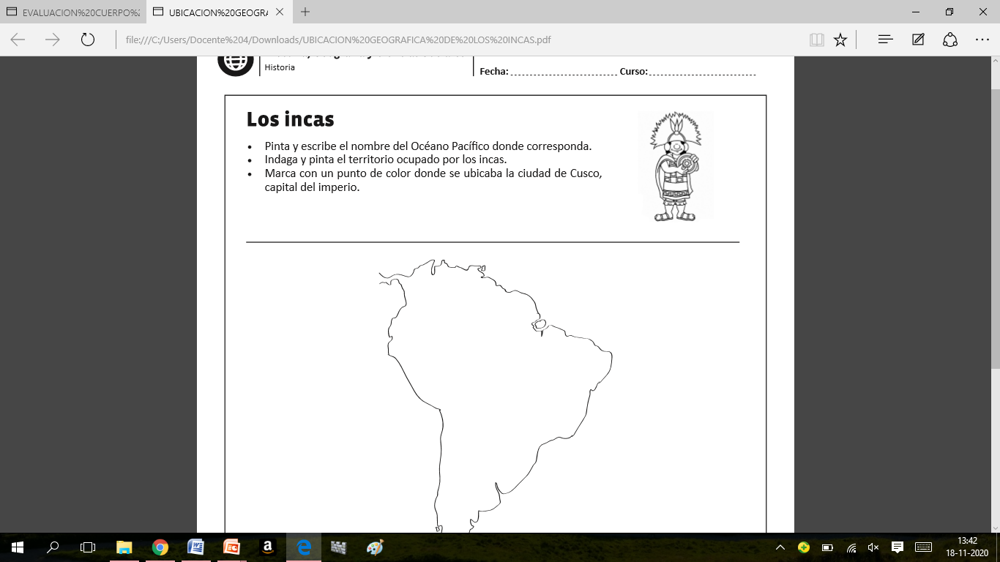 EVALUACION%20CUERPO%2
UBICACION%20GEOGRA
file:///C:/Users/Docente%204/Downloads/UBICACION%20GEOGRAFICA%20DE%20LOS%20INCAS.pdf
Historia
Fecha: Curso:
Los incas
• Pinta y escribe el nombre del Océano Pacífico donde corresponda.
• Indaga y pinta el territorio ocupado por los incas.
• Marca con un punto de color donde se ubicaba la ciudad de Cusco,
capital del imperio.
13:42
18-11-2020